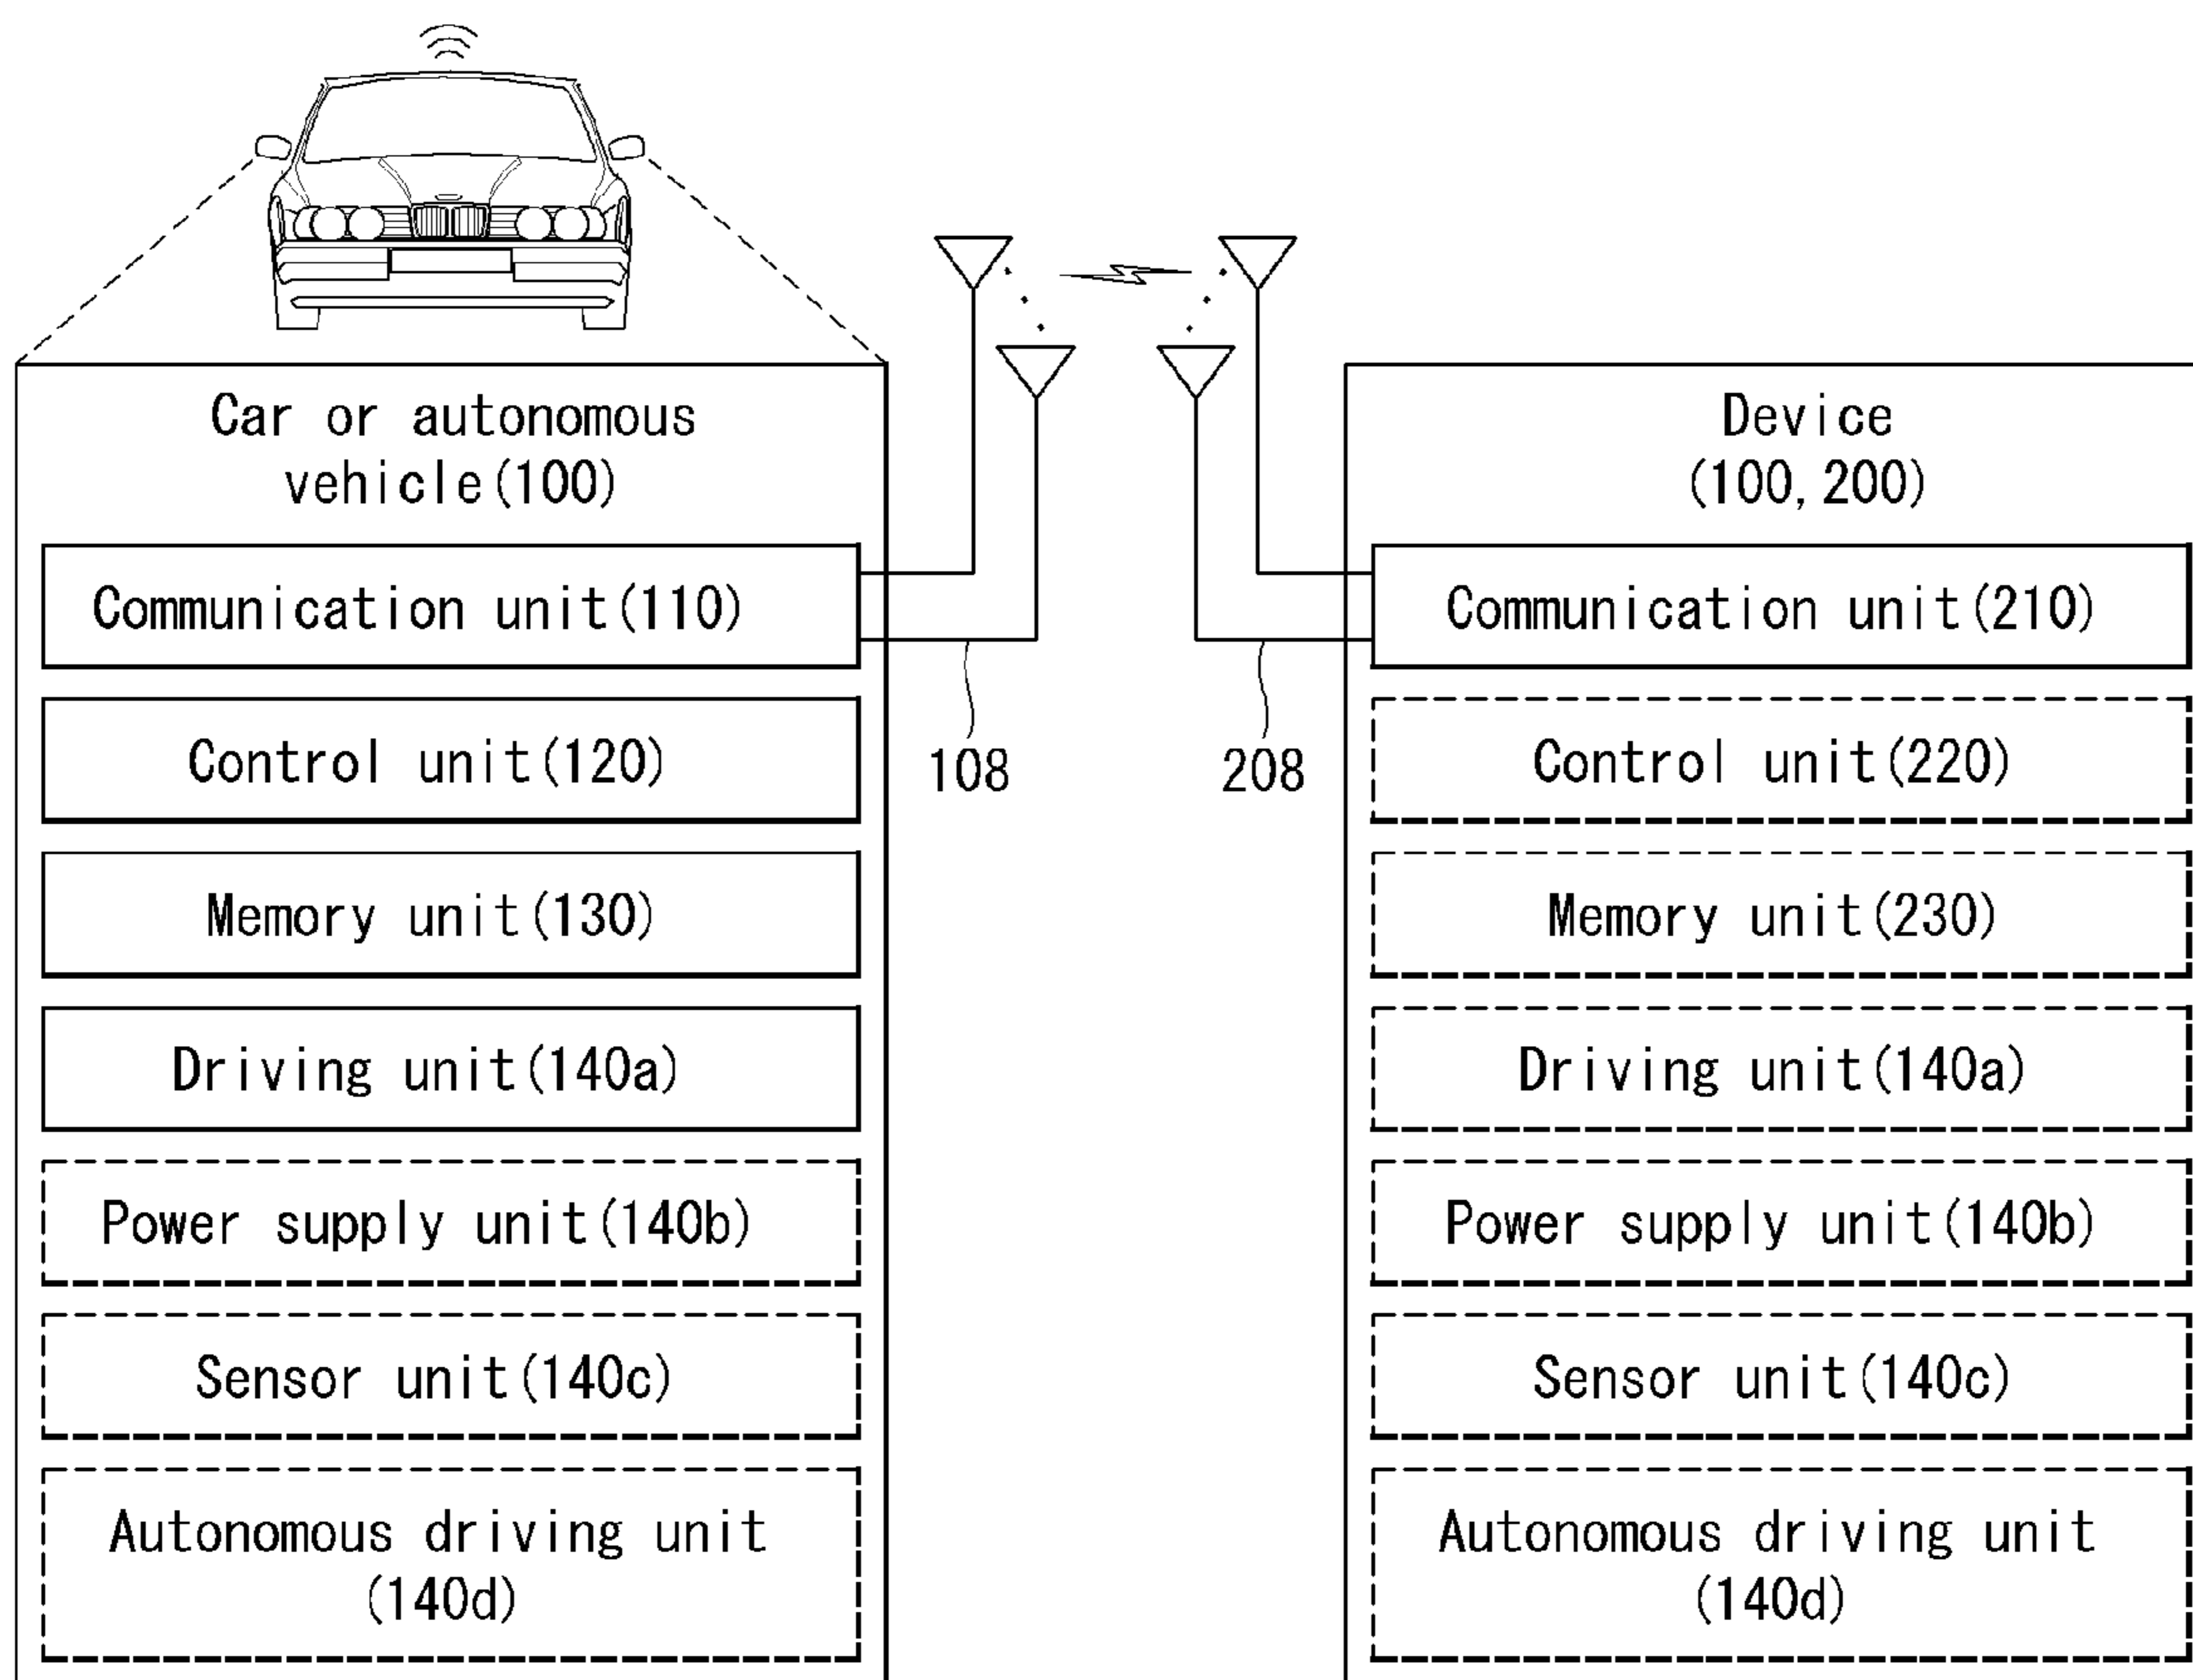 Car or autonomous
vehicle(100)
Communication unit(110)
Control unit(120)
Memory unit(130)
Driving unit(140a)
Power supply unit(140b)
Sensor unit(140c)
Autonomous driving unit
(140d)
108
208
Device
(100,200)
Communication unit(210)
Control unit(220)
Memory unit(230)
Driving unit(140a)
Power supply unit(140b)
Sensor unit(140c)
Autonomous driving unit
(140d)